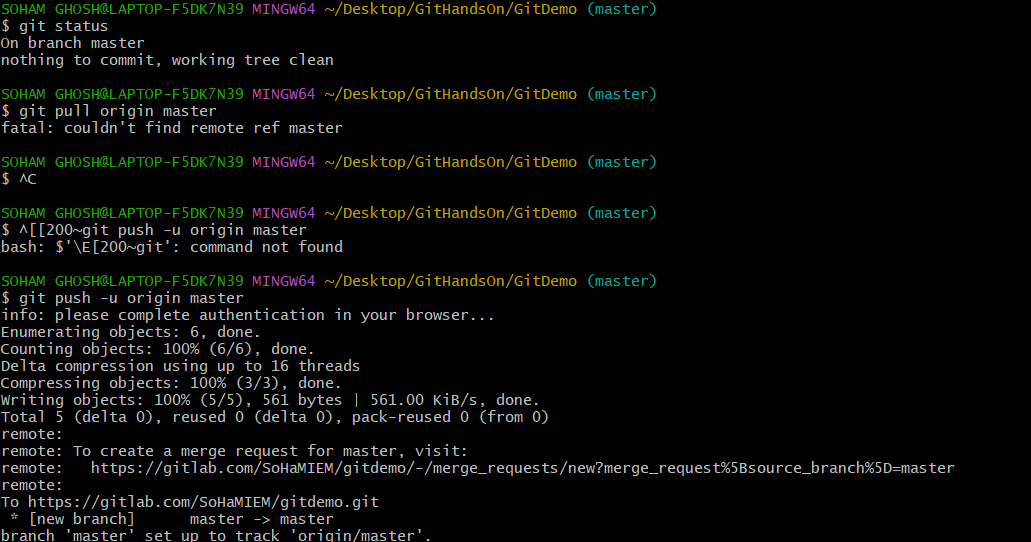 SOHAM GHOSH@LAPTOP-F5DK7N39 MINGW64 ~/Desktop/GitHandsOn/GitDemo (master)
$ git status
On branch master
nothing to commit, working tree clean
SOHAM GHOSH@LAPTOP-F5DK7N39 MINGW64 ~/Desktop/GitHandsOn/GitDemo (master)
$ git pull origin master
fatal: couldn't find remote ref master
SOHAM GHOSH@LAPTOP-F5DK7N39 MINGW64 ~/Desktop/GitHandsOn/GitDemo (master)
$ ^C
SOHAM GHOSH@LAPTOP-F5DK7N39 MINGW64 ~/Desktop/GitHandsOn/GitDemo (master)
$ ^[[200~git push -u origin master
bash: $'\E[200~git': command not found
SOHAM GHOSH@LAPTOP-F5DK7N39 MINGW64 ~/Desktop/GitHandsOn/GitDemo (master)
$ git push -u origin master
info: please complete authentication in your browser...
Enumerating objects: 6, done.
Counting objects: 100% (6/6), done.
Delta compression using up to 16 threads
Compressing objects: 100% (3/3), done.
Writing objects: 100% (5/5), 561 bytes | 561.00 KiB/s, done.
Total 5 (delta 0), reused 0 (delta 0), pack-reused 0 (from 0)
remote:
remote: To create a merge request for master, visit:
remote:   https://gitlab.com/SoHaMIEM/gitdemo/-/merge_requests/new?merge_request%5Bsource_branch%5D=master
remote:
To https://gitlab.com/SoHaMIEM/gitdemo.git
 * [new branch]      master -> master
branch 'master' set up to track 'origin/master'.